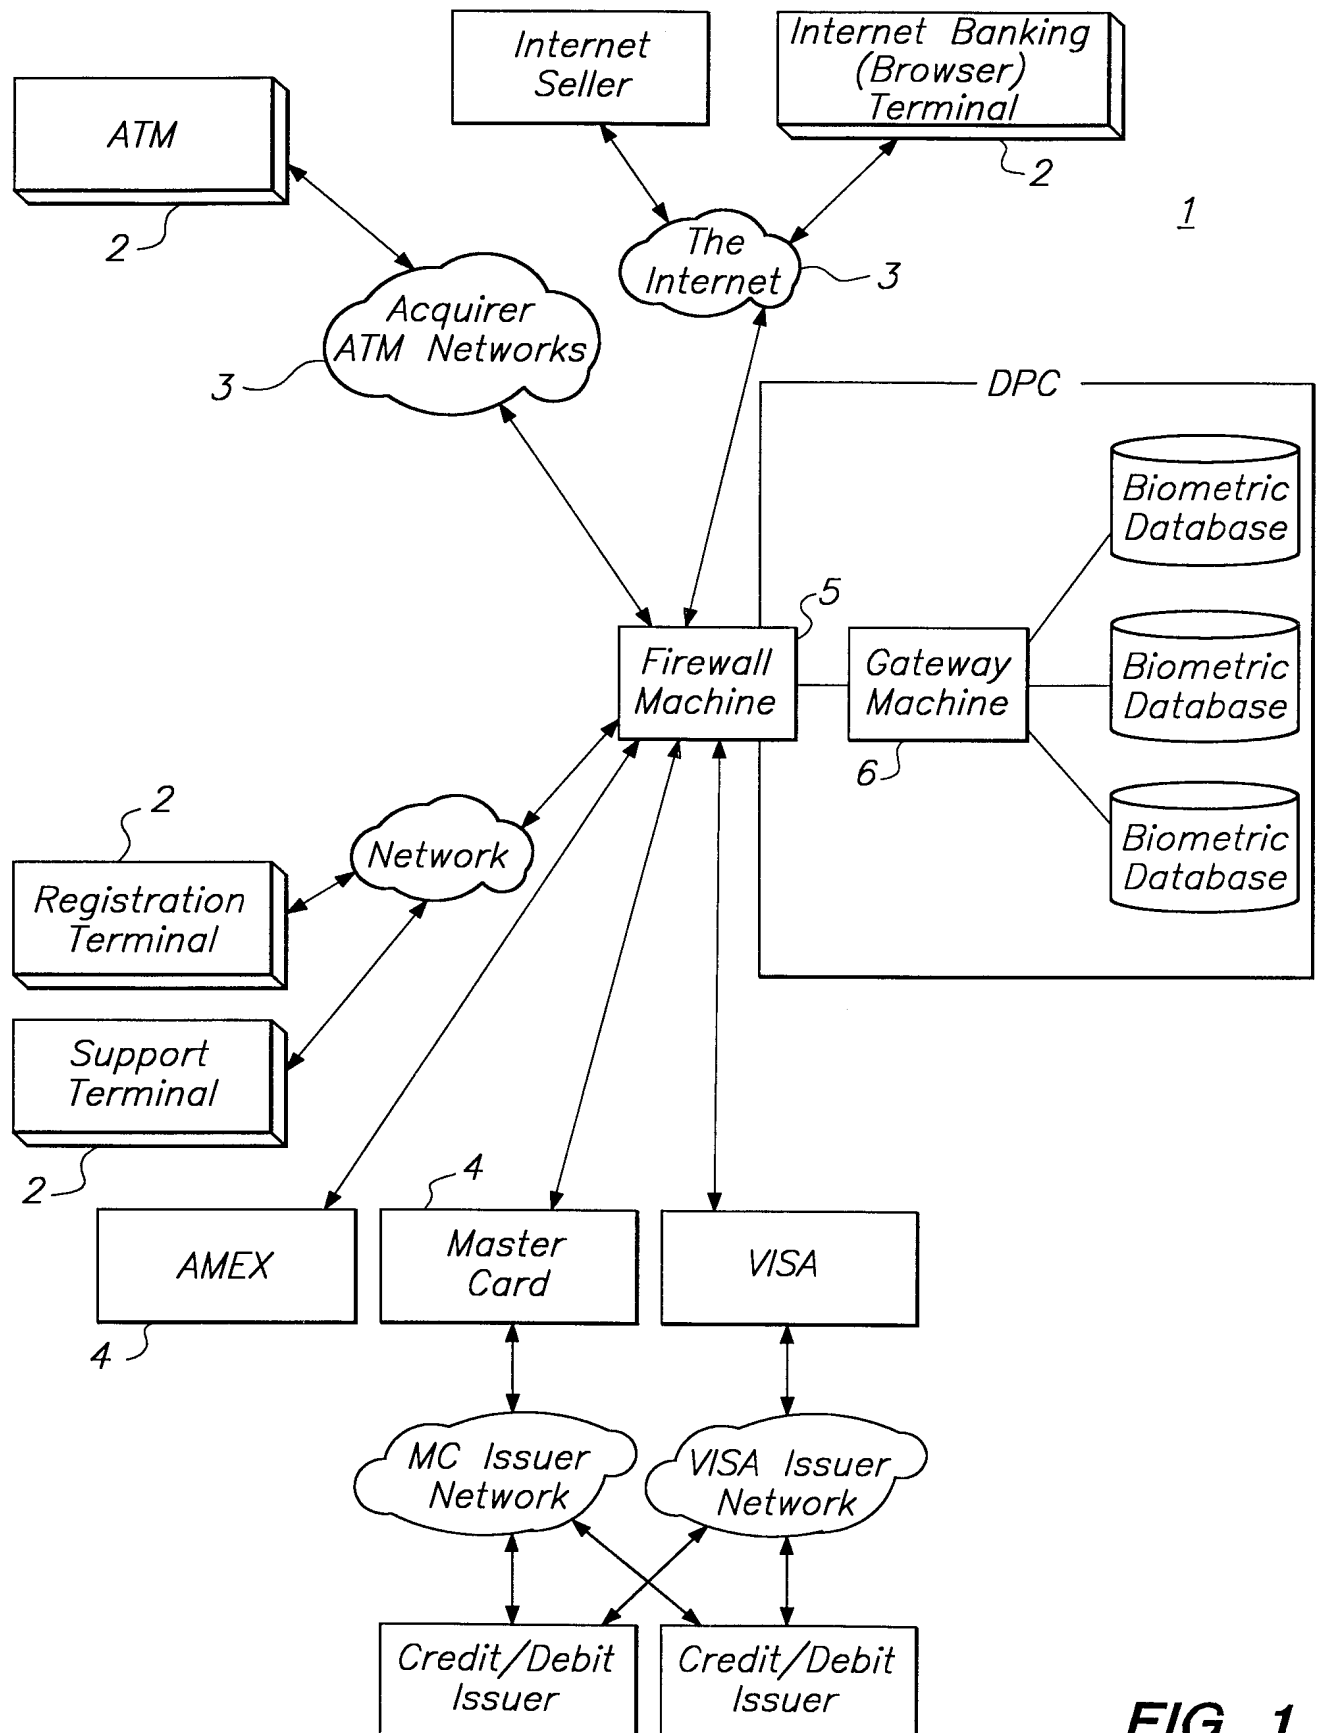 Internet
Seller
Internet Banking
(Browser)
Terminal
2
ATM
2
1
The
Internet
3
Acquirer
ATM Networks
3
DPC
Biometric
Database
5
Firewall
Machine
Gateway
Machine
6
Biometric
Database
Biometric
Database
2
Network
Registration
Terminal
Support
Terminal
2
4
AMEX
4
Master
Card
VISA
MC Issuer
Network
VISA Issuer
Network
Credit/Debit
Issuer
Credit/Debit
Issuer
FIG. 1